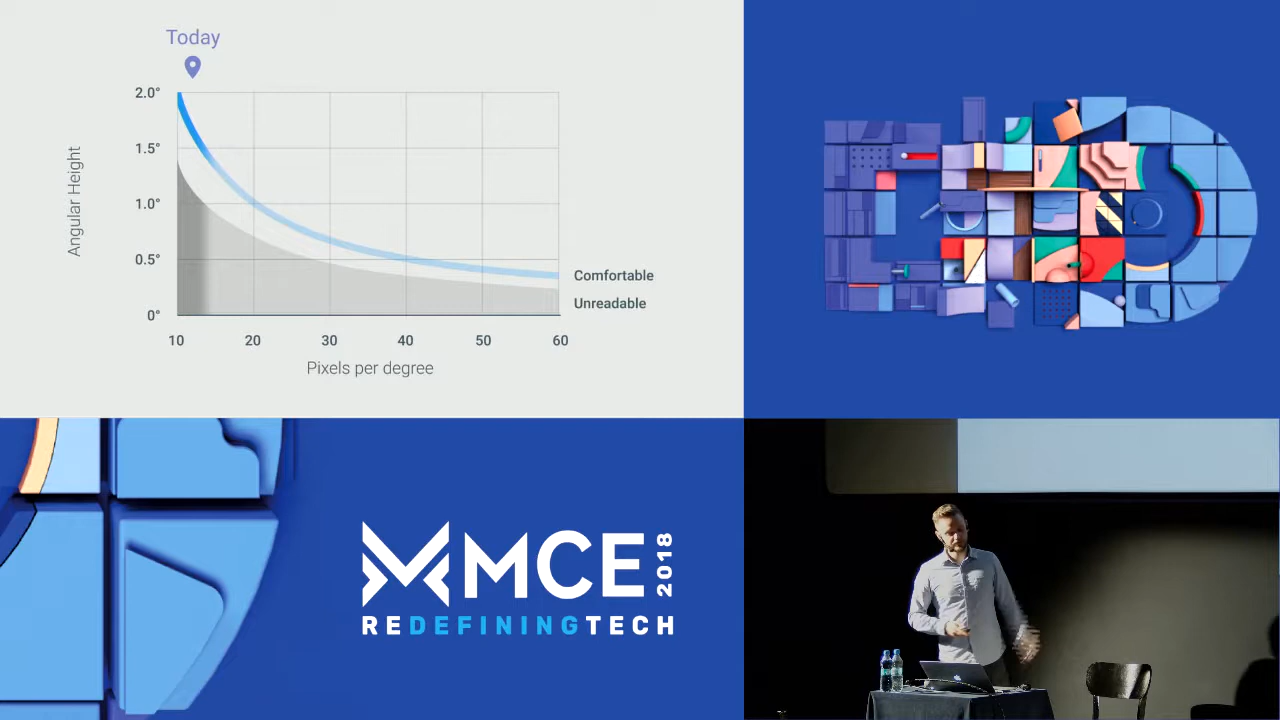 Today
2.0°
1.5°
1.0°
0.5°
0°
Angular Height
10 20 30 40 50 60
Pixels per degree
Comfortable
Unreadable
MCE 2018
REDEFININGTECH